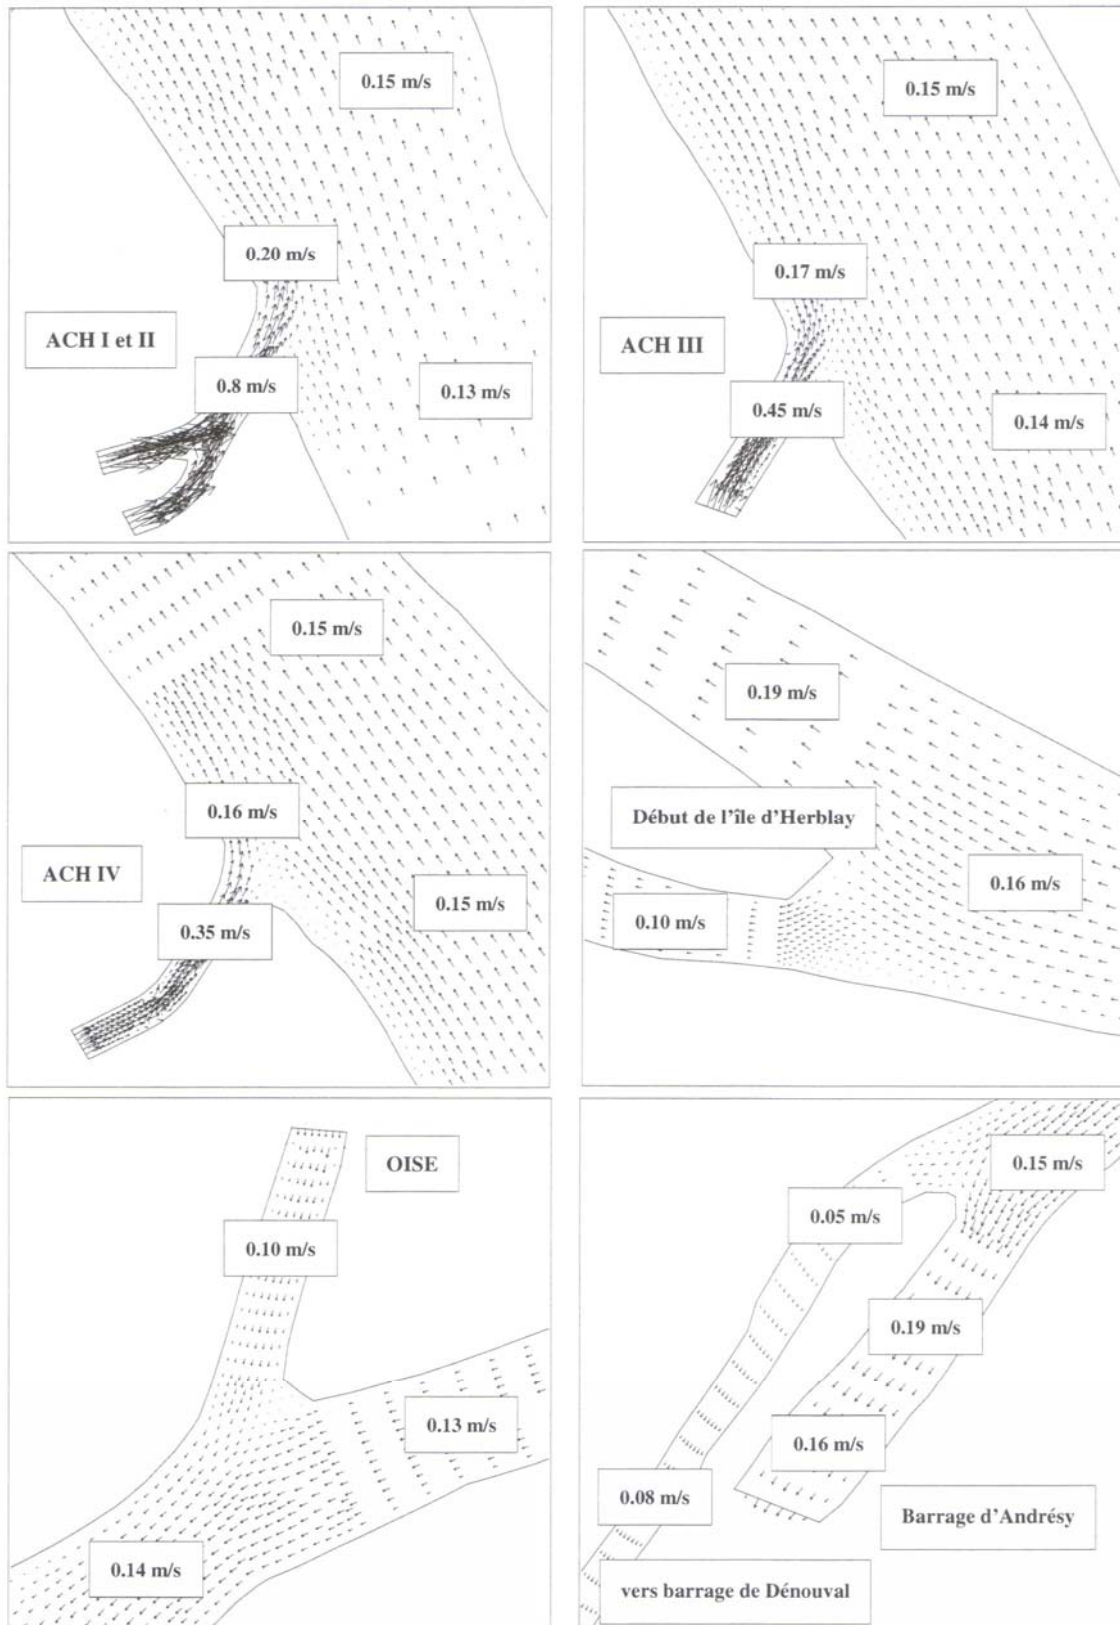 0.15 m/s
0.20 m/s
ACH I et II
0.8 m/s
0.13 m/s
0.15 m/s
0.17 m/s
ACH III
0.45 m/s
0.14 m/s
0.15 m/s
0.16 m/s
ACH IV
0.15 m/s
0.35 m/s
0.19 m/s
Début de l'île d'Herblay
0.16 m/s
0.10 m/s
OISE
0.10 m/s
0.13 m/s
0.14 m/s
0.15 m/s
0.05 m/s
0.19 m/s
0.16 m/s
0.08 m/s
Barrage d'Andrésy
vers barrage de Dénouval